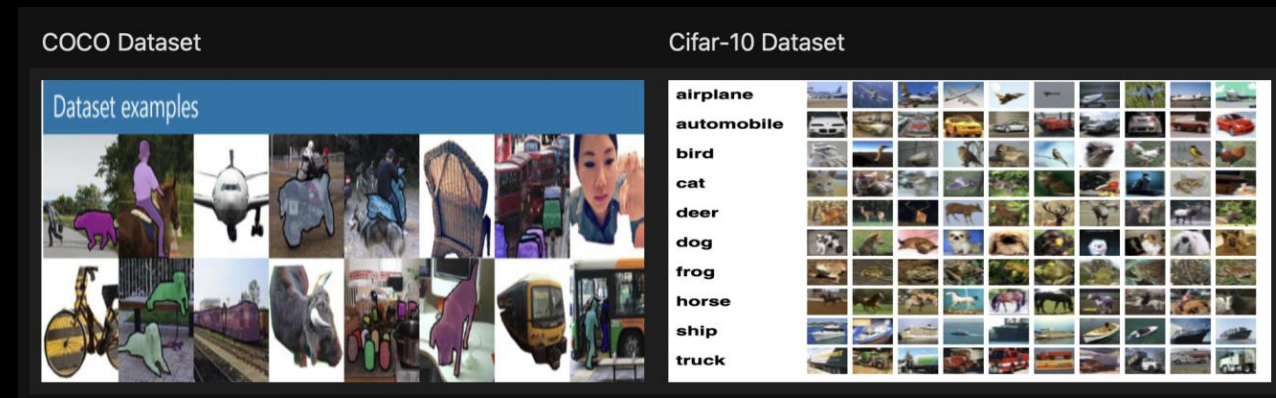 COCO Dataset
Cifar-10 Dataset
Dataset examples
airplane
automobile
bird
cat
deer
dog
frog
horse
ship
truck